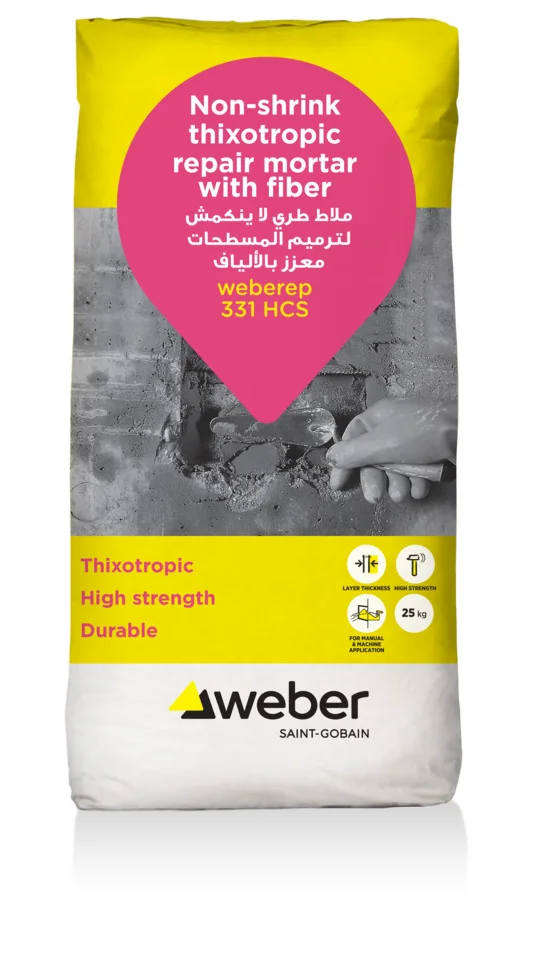 Non-shrink
thixotropic
repair mortar
with fiber
ملاط طري لا ينكمش
لترميم المسطحات
معزز بالألياف
weberep
331 HCS
Thixotropic
High strength
Durable
LAYER THICKNESS
HIGH STRENGTH
FOR MANUAL
& MACHINE
APPLICATION
25 kg
weber
SAINT-GOBAIN